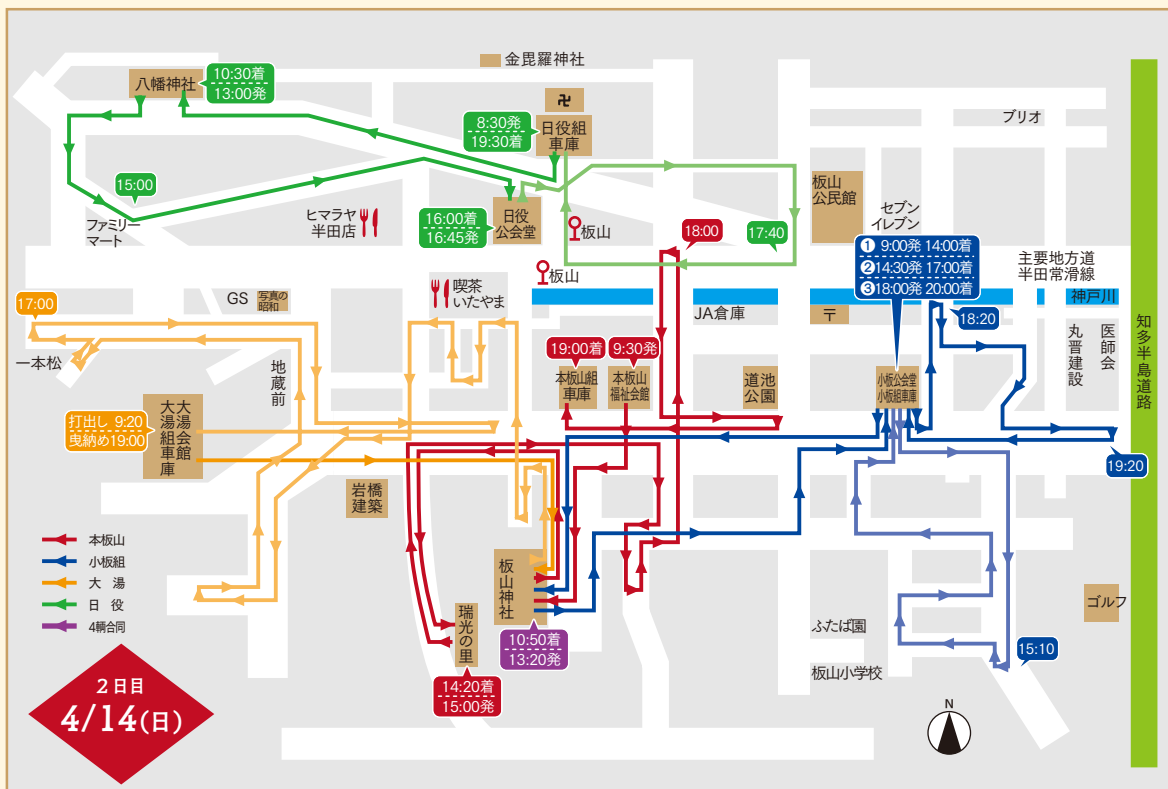 金毘羅神社
八幡神社
10:30着
13:00発
卍
8:30発
19:30着
日役組
車庫
ブリオ
15:00
ファミリー
マート
ヒマラヤ
半田店
16:00着
16:45発
日役
公会堂
板山
板山
公民館
セブン
イレブン
17:40
18:00
❶ 9:00発 14:00着
❷14:30発 17:00着
❸18:00発 20:00着
主要地方道
半田常滑線
板山
喫茶
いたやま
神戸川
17:00
GS
写真の
昭和
JA倉庫
〒
18:20
知多半島道路
丸晋建設
医師会
一本松
地蔵前
19:00着
9:30発
本板山組
車庫
本板山
福祉会館
道池
公園
小板公会堂
小板組車庫
打出し 9:20
曳納め19:00
大湯会館
大湯組車庫
19:20
岩橋
建築
本板山
小板組
大 湯
日 役
4輌合同
板山神社
10:50着
13:20発
瑞光の里
14:20着
15:00発
ふたば園
板山小学校
15:10
ゴルフ
2日目
4/14(日)
N